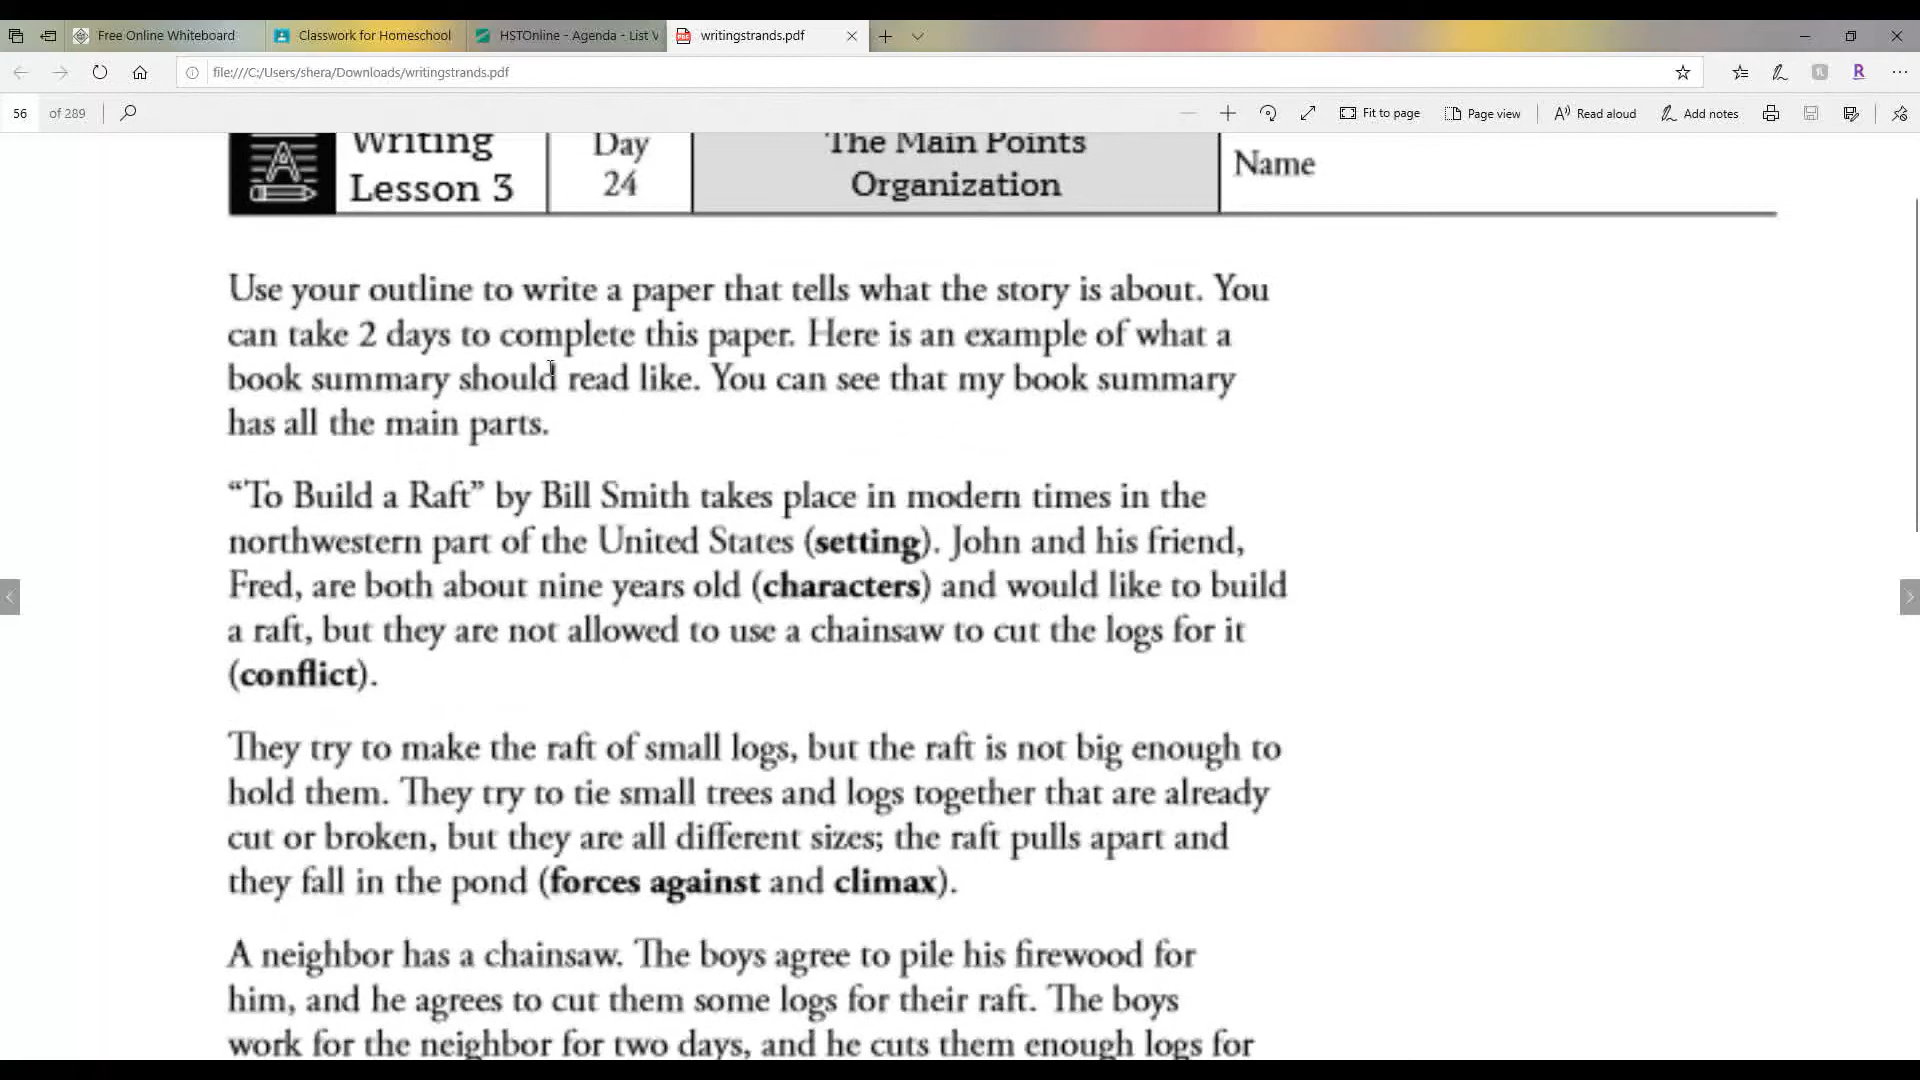 Free Online Whiteboard
Classwork for Homeschool
HSTOnline - Agenda - List V
writingstrands.pdf
file:///C:/Users/shera/Downloads/writingstrands.pdf
R
56 of 289
Fit to page
Page view
Read aloud
Add notes
Writing
Lesson 3
Day
24
The Main Points
Organization
Name
Use your outline to write a paper that tells what the story is about. You
can take 2 days to complete this paper. Here is an example of what a
book summary should read like. You can see that my book summary
has all the main parts.
“To Build a Raft” by Bill Smith takes place in modern times in the
northwestern part of the United States (setting). John and his friend,
Fred, are both about nine years old (characters) and would like to build
a raft, but they are not allowed to use a chainsaw to cut the logs for it
(conflict).
They try to make the raft of small logs, but the raft is not big enough to
hold them. They try to tie small trees and logs together that are already
cut or broken, but they are all different sizes; the raft pulls apart and
they fall in the pond (forces against and climax).
A neighbor has a chainsaw. The boys agree to pile his firewood for
him, and he agrees to cut them some logs for their raft. The boys
work for the neighbor for two days, and he cuts them enough logs for